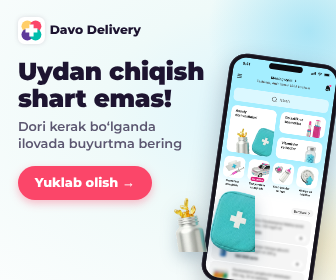 Davo Delivery
Uydan chiqish
shart emas!
Dori kerak bo‘lganda
ilovada buyurtma bering
Yuklab olish →